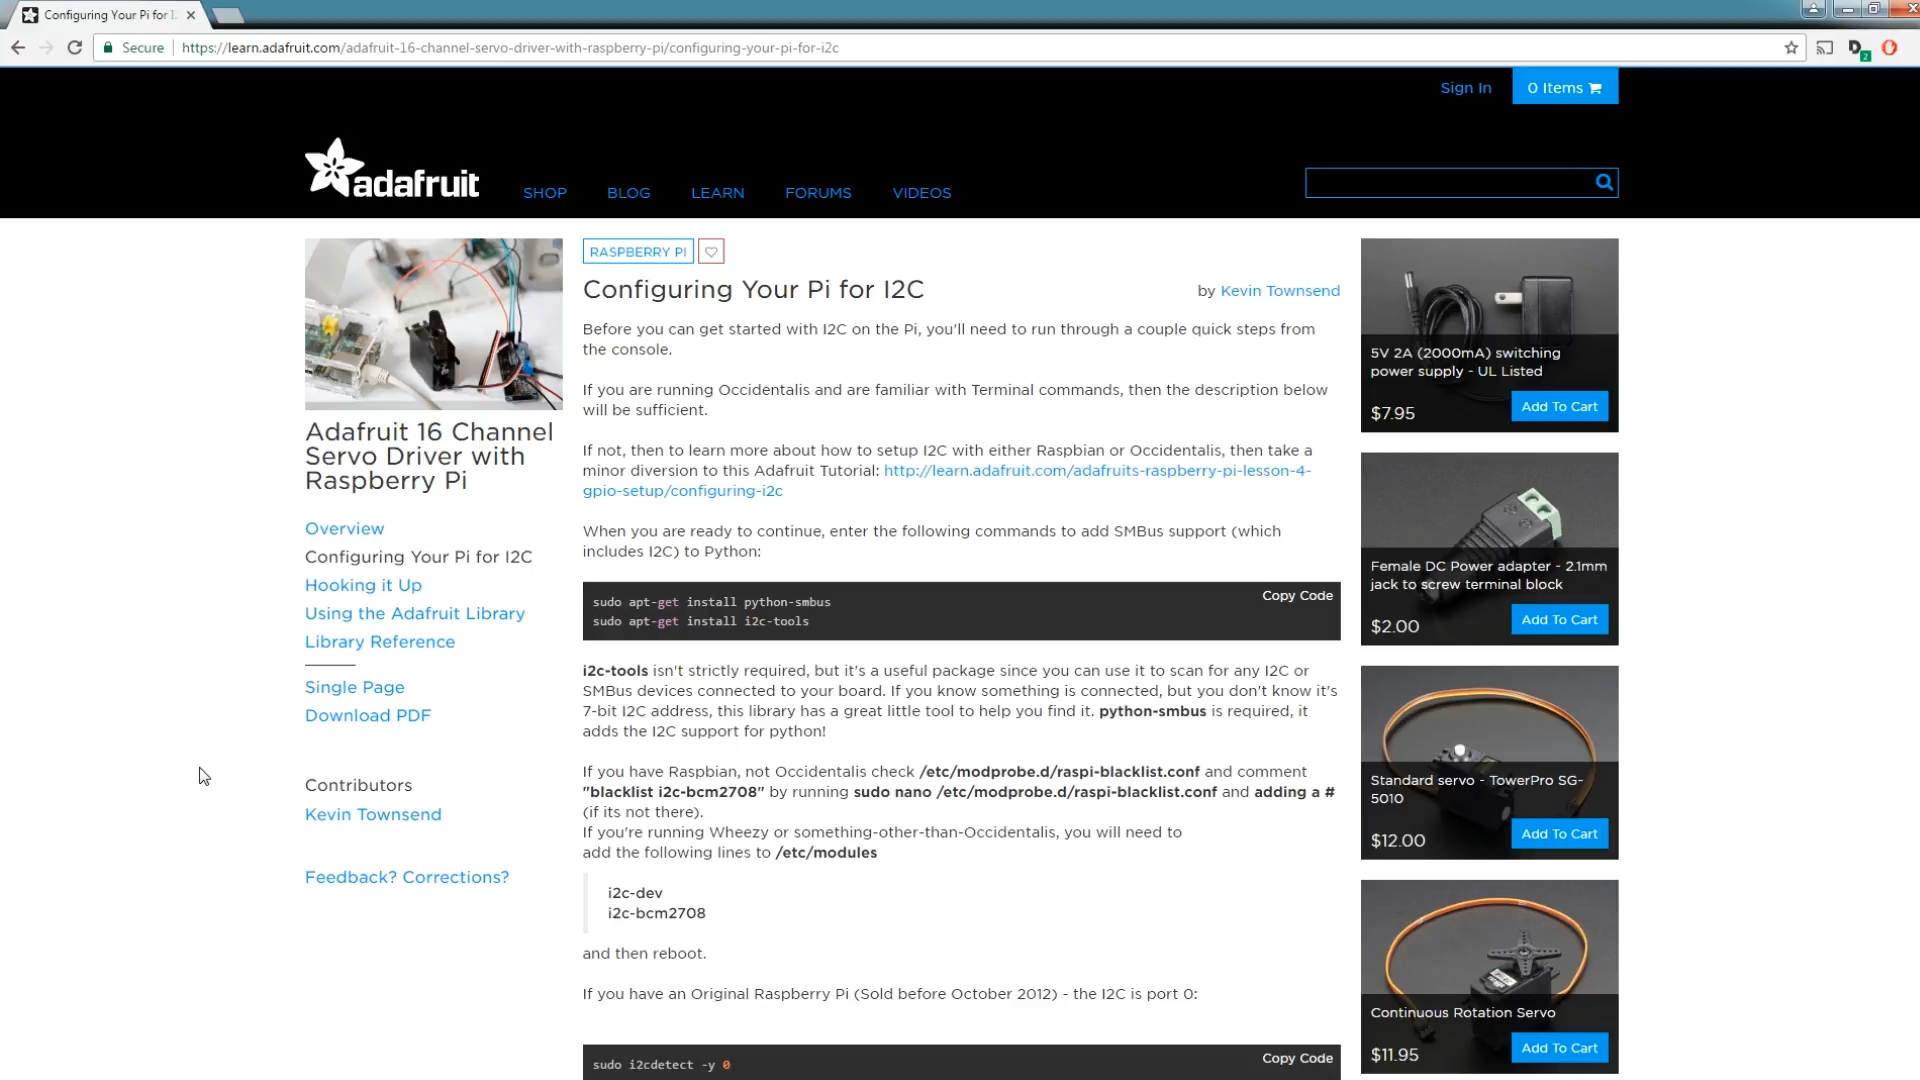 Configuring Your Pi for I
Secure
https://learn.adafruit.com/adafruit-16-channel-servo-driver-with-raspberry-pi/configuring-your-pi-for-i2c
2
Sign In
0 Items
adafruit
SHOP
BLOG
LEARN
FORUMS
VIDEOS
Adafruit 16 Channel
Servo Driver with
Raspberry Pi
Overview
Configuring Your Pi for I2C
Hooking it Up
Using the Adafruit Library
Library Reference
Single Page
Download PDF
Contributors
Kevin Townsend
Feedback? Corrections?
RASPBERRY PI
Configuring Your Pi for I2C
by Kevin Townsend
Before you can get started with I2C on the Pi, you'll need to run through a couple quick steps from
the console.
If you are running Occidentalis and are familiar with Terminal commands, then the description below
will be sufficient.
If not, then to learn more about how to setup I2C with either Raspbian or Occidentalis, then take a
minor diversion to this Adafruit Tutorial: http://learn.adafruit.com/adafruits-raspberry-pi-lesson-4-
gpio-setup/configuring-i2c
When you are ready to continue, enter the following commands to add SMBus support (which
includes I2C) to Python:
Copy Code
sudo apt-get install python-smbus
sudo apt-get install i2c-tools
i2c-tools isn't strictly required, but it's a useful package since you can use it to scan for any I2C or
SMBus devices connected to your board. If you know something is connected, but you don't know it's
7-bit I2C address, this library has a great little tool to help you find it. python-smbus is required, it
adds the I2C support for python!
If you have Raspbian, not Occidentalis check /etc/modprobe.d/raspi-blacklist.conf and comment
"blacklist i2c-bcm2708" by running sudo nano /etc/modprobe.d/raspi-blacklist.conf and adding a #
(if its not there).
If you're running Wheezy or something-other-than-Occidentalis, you will need to
add the following lines to /etc/modules
i2c-dev
i2c-bcm2708
and then reboot.
If you have an Original Raspberry Pi (Sold before October 2012) - the I2C is port 0:
Copy Code
sudo i2cdetect -y 0
5V 2A (2000mA) switching
power supply - UL Listed
$7.95
Add To Cart
Female DC Power adapter - 2.1mm
jack to screw terminal block
$2.00
Add To Cart
Standard servo - TowerPro SG-
5010
$12.00
Add To Cart
Continuous Rotation Servo
$11.95
Add To Cart